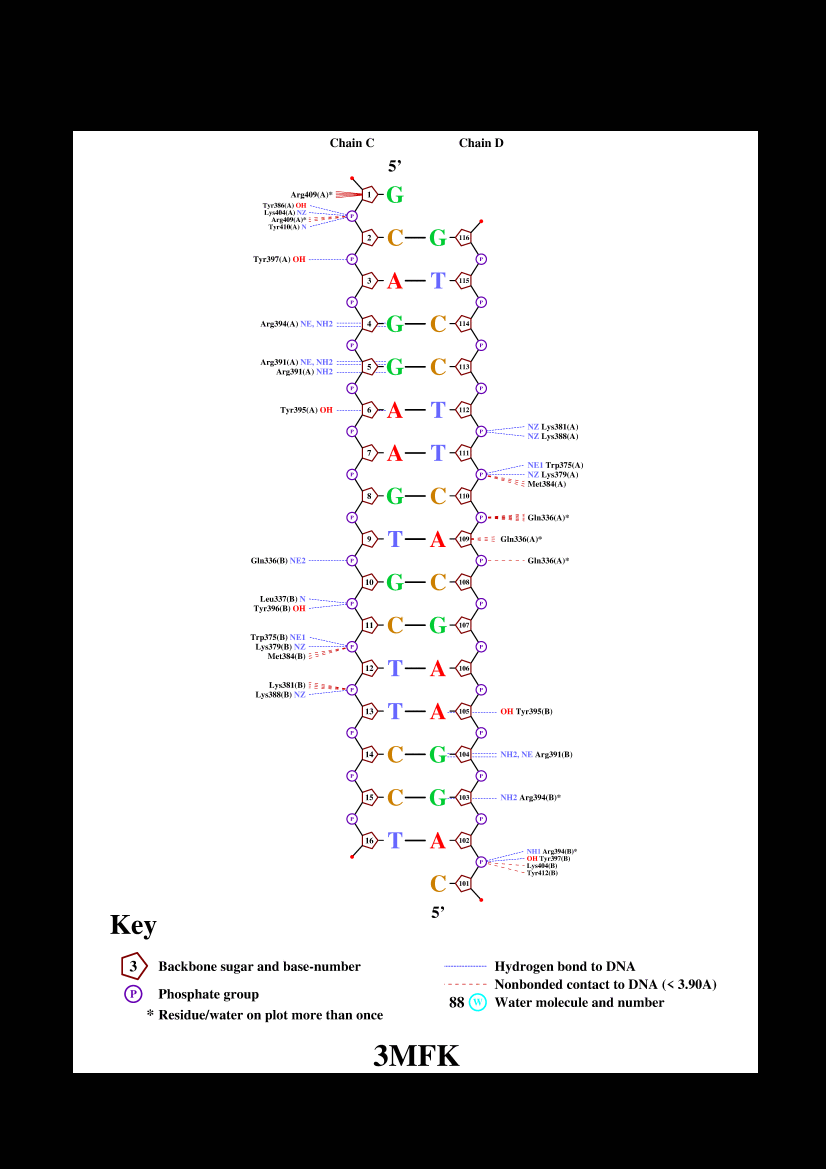 Chain C Chain D
5'
Arg409(A)* 1 G
Tyr386(A) OH
Lys404(A) NZ
Arg409(A)* P
Tyr410(A) N
2 C G 116
Tyr397(A) OH P P
3 A T 115
P P
Arg394(A) NE, NH2 4 G C 114
P P
Arg391(A) NE, NH2
5 G C 113
Arg391(A) NH2
P P
Tyr395(A) OH 6 A T 112
NZ Lys381(A)
P P
NZ Lys388(A)
7 A T 111
NE1 Trp375(A)
P P NZ Lys379(A)
Met384(A)
8 G C 110
P P Gln336(A)*
9 T A 109 Gln336(A)*
Gln336(B) NE2 P P Gln336(A)*
10 G C 108
Leu337(B) N
P P
Tyr396(B) OH
11 C G 107
Trp375(B) NE1
Lys379(B) NZ P P
Met384(B)
12 T A 106
Lys381(B)
P P
Lys388(B) NZ
13 T A 105 OH Tyr395(B)
P P
14 C G 104 NH2, NE Arg391(B)
P P
15 C G 103 NH2 Arg394(B)*
P P
16 T A 102
NH1 Arg394(B)*
OH Tyr397(B)
P
Lys404(B)
Tyr412(B)
C 101
5'
Key
3 Backbone sugar and base-number Hydrogen bond to DNA
Nonbonded contact to DNA (< 3.90A)
P Phosphate group
88 W Water molecule and number
* Residue/water on plot more than once
3MFK